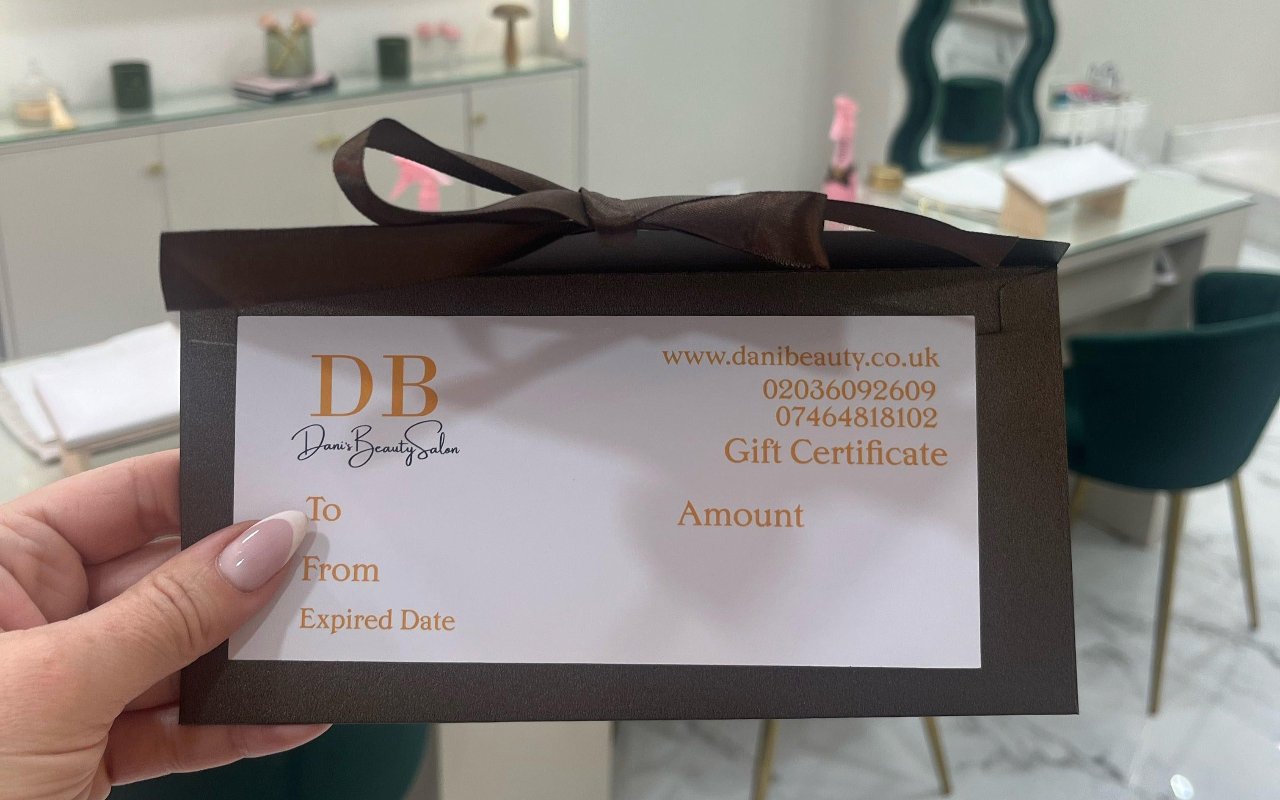 DB
Dani's Beauty Salon
www.danibeauty.co.uk
02036092609
07464818102
Gift Certificate
To
Amount
From
Expired Date